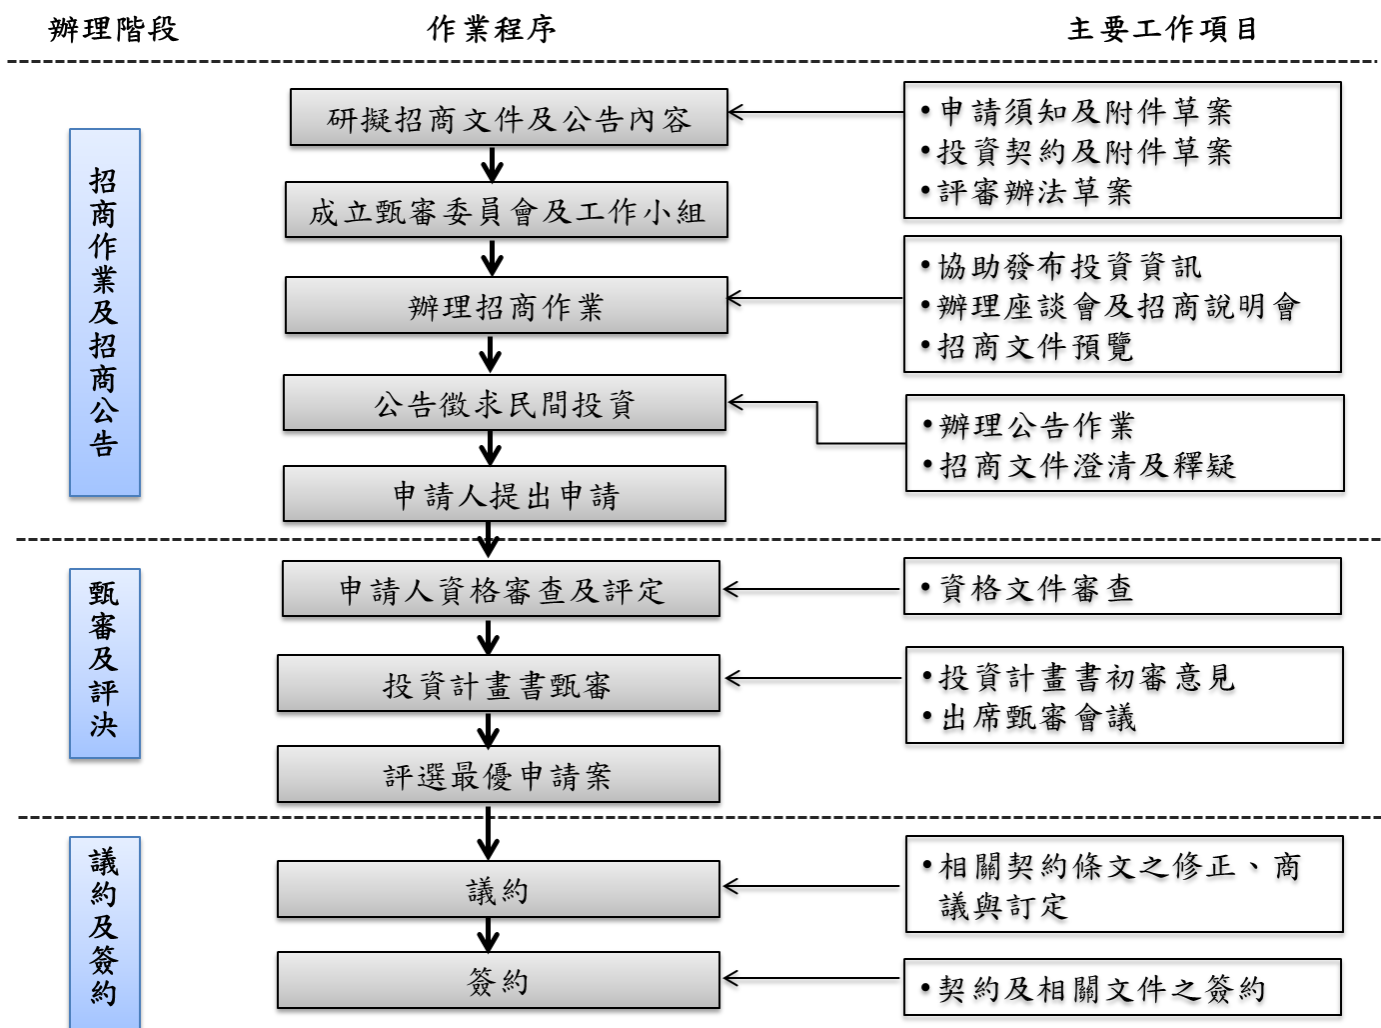 辦理階段
作業程序
主要工作項目
招商作業及招商公告
研擬招商文件及公告內容
•申請須知及附件草案
•投資契約及附件草案
•評審辦法草案
成立甄審委員會及工作小組
辦理招商作業
•協助發布投資資訊
•辦理座談會及招商說明會
•招商文件預覽
公告徵求民間投資
•辦理公告作業
•招商文件澄清及釋疑
申請人提出申請
甄審及評決
申請人資格審查及評定
•資格文件審查
投資計畫書甄審
•投資計畫書初審意見
•出席甄審會議
評選最優申請案
議約及簽約
議約
•相關契約條文之修正、商
議與訂定
簽約
•契約及相關文件之簽約